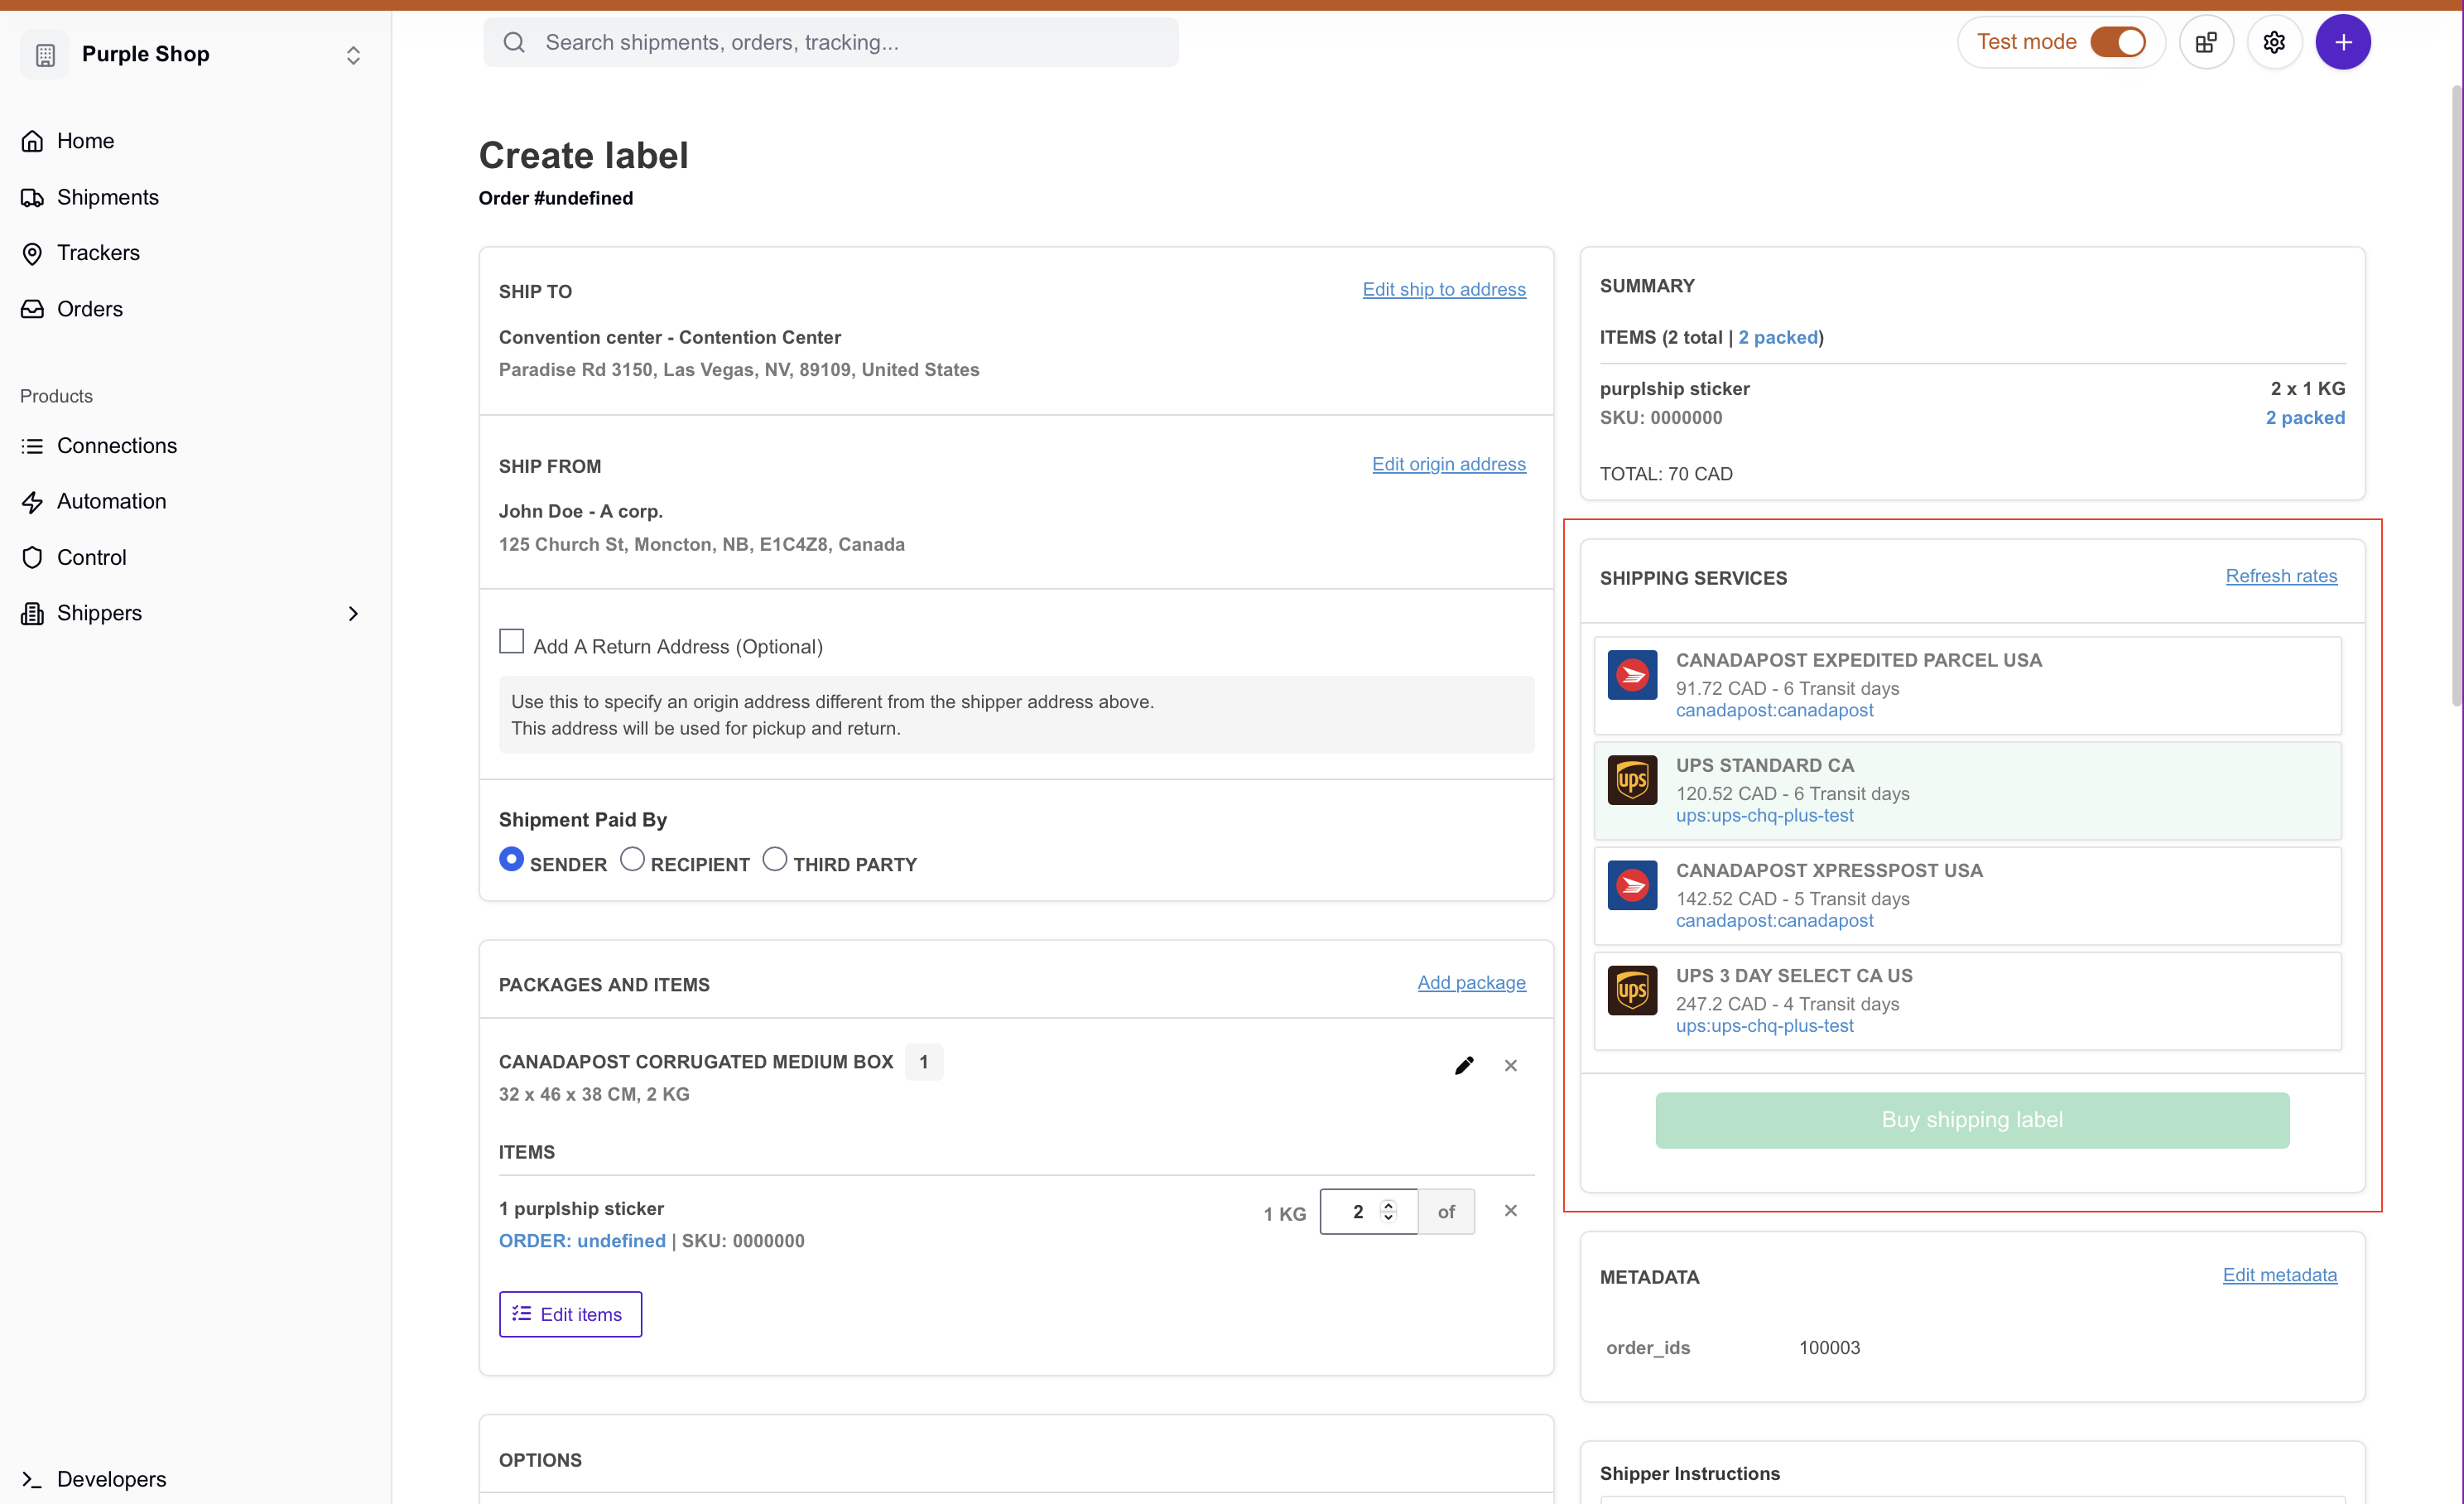 Purple Shop
Search shipments, orders, tracking...
Test mode
Home
Shipments
Trackers
Orders
Products
Connections
Automation
Control
Shippers
Developers
Create label
Order #undefined
SHIP TO
Edit ship to address
Convention center - Contention Center
Paradise Rd 3150, Las Vegas, NV, 89109, United States
SHIP FROM
Edit origin address
John Doe - A corp.
125 Church St, Moncton, NB, E1C4Z8, Canada
Add A Return Address (Optional)
Use this to specify an origin address different from the shipper address above.
This address will be used for pickup and return.
Shipment Paid By
SENDER RECIPIENT THIRD PARTY
PACKAGES AND ITEMS
Add package
CANADAPOST CORRUGATED MEDIUM BOX 1
32 x 46 x 38 CM, 2 KG
ITEMS
1 purplship sticker
1 KG 2 of
ORDER: undefined | SKU: 0000000
Edit items
OPTIONS
SUMMARY
ITEMS (2 total | 2 packed)
purplship sticker 2 x 1 KG
SKU: 0000000 2 packed
TOTAL: 70 CAD
SHIPPING SERVICES
Refresh rates
CANADAPOST EXPEDITED PARCEL USA
91.72 CAD - 6 Transit days
canadapost:canadapost
ups
UPS STANDARD CA
120.52 CAD - 6 Transit days
ups:ups-chq-plus-test
CANADAPOST XPRESSPOST USA
142.52 CAD - 5 Transit days
canadapost:canadapost
ups
UPS 3 DAY SELECT CA US
247.2 CAD - 4 Transit days
ups:ups-chq-plus-test
Buy shipping label
METADATA
Edit metadata
order_ids 100003
Shipper Instructions